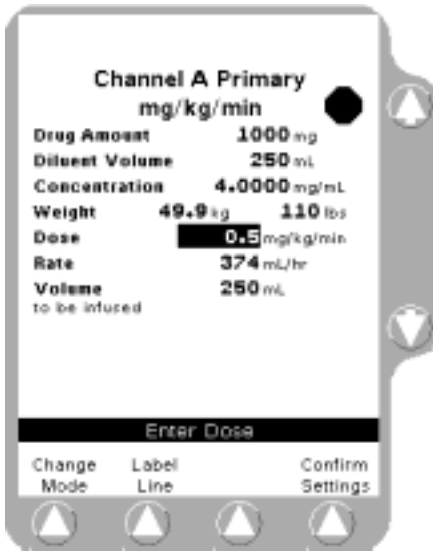 Channel A Primary
mg/kg/min
Drug Amount 1000 mg
Diluent Volume 250 mL
Concentration 4.0000 mg/mL
Weight 49.9 kg 110 lbs
Dose 0.5 mg/kg/min
Rate 374 mL/hr
Volume 250 mL
to be infused
Enter Dose
Change Label Confirm
Mode Line Settings